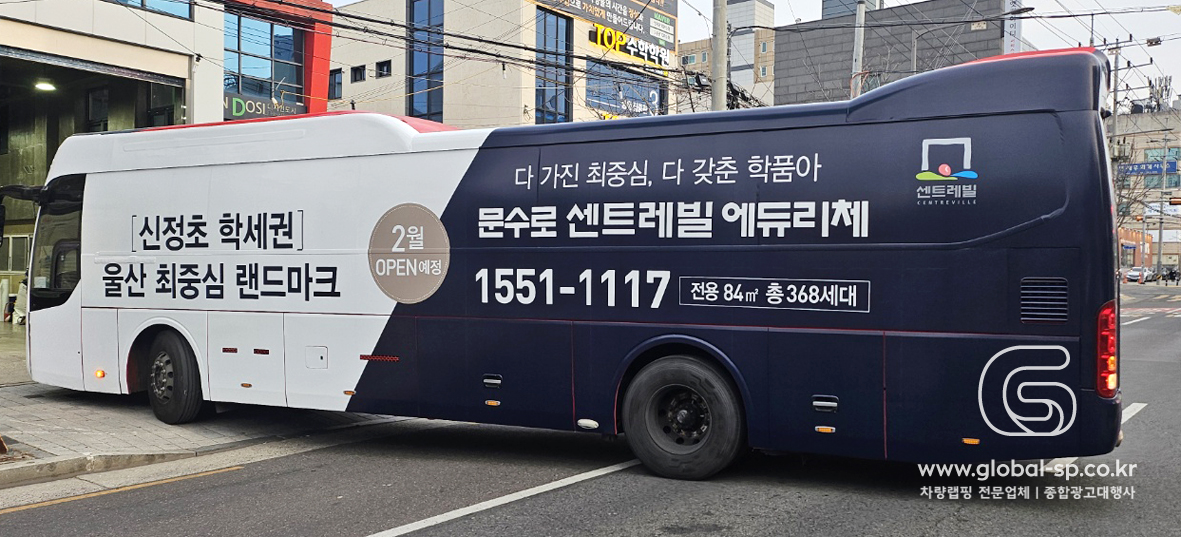 [신정초 학세권]
울산 최중심 랜드마크
2월
OPEN예정
다 가진 최중심, 다 갖춘 학품아
문수로 센트레빌 에듀리체
1551-1117
전용 84㎡ 총 368세대
센트레빌
CENTREVILLE
TOP수학학원
DOSI
www.global-sp.co.kr
차량랩핑 전문업체 | 종합광고대행사